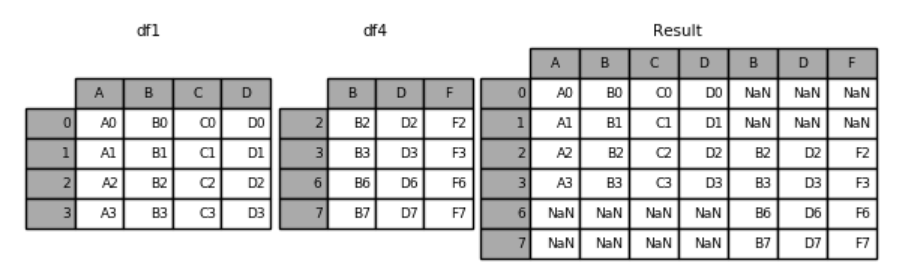 df1 df4 Result
A B C D B D F
A B C D B D F
0 A0 B0 C0 D0 NaN NaN NaN
0 A0 B0 C0 D0 2 B2 D2 F2 1 A1 B1 C1 D1 NaN NaN NaN
1 A1 B1 C1 D1 3 B3 D3 F3 2 A2 B2 C2 D2 B2 D2 F2
2 A2 B2 C2 D2 6 B6 D6 F6 3 A3 B3 C3 D3 B3 D3 F3
3 A3 B3 C3 D3 7 B7 D7 F7 6 NaN NaN NaN NaN B6 D6 F6
7 NaN NaN NaN NaN B7 D7 F7